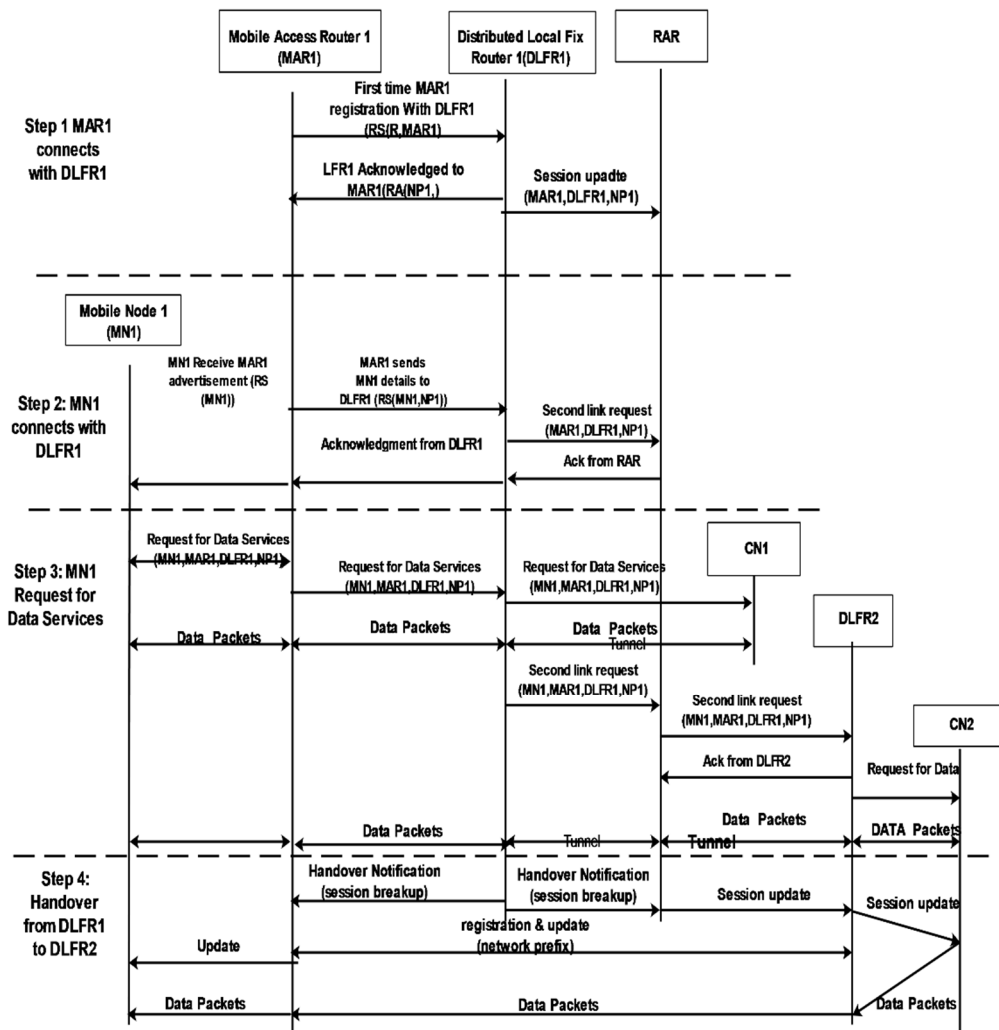 Mobile Access Router 1
(MAR1)
Distributed Local Fix
Router 1(DLFR1)
RAR
Step 1 MAR1
connects
with DLFR1
First time MAR1
registration With DLFR1
(RS(R,MAR1)
LFR1 Acknowledged to
MAR1(RA(NP1,)
Session upadte
(MAR1,DLFR1,NP1)
Mobile Node 1
(MN1)
Step 2: MN1
connects with
DLFR1
MN1 Receive MAR1
advertisement (RS
(MN1))
MAR1 sends
MN1 details to
DLFR1 (RS(MN1,NP1))
Second link request
(MAR1,DLFR1,NP1)
Acknowledgment from DLFR1
Ack from RAR
Step 3: MN1
Request for
Data Services
Request for Data Services
(MN1,MAR1,DLFR1,NP1)
Request for Data Services
(MN1,MAR1,DLFR1,NP1)
Request for Data Services
(MN1,MAR1,DLFR1,NP1)
CN1
Data Packets
Data Packets
Data Packets
Tunnel
DLFR2
Second link request
(MN1,MAR1,DLFR1,NP1)
Second link request
(MN1,MAR1,DLFR1,NP1)
CN2
Ack from DLFR2
Request for Data
Data Packets
Tunnel
Data Packets
Tunnel
DATA Packets
Step 4:
Handover
from DLFR1
to DLFR2
Handover Notification
(session breakup)
Handover Notification
(session breakup)
Session update
Session update
registration & update
(network prefix)
Update
Data Packets
Data Packets
Data Packets